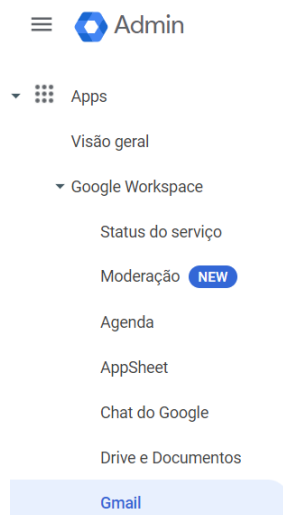 Admin
Apps
Visão geral
Google Workspace
Status do serviço
Moderação NEW
Agenda
AppSheet
Chat do Google
Drive e Documentos
Gmail